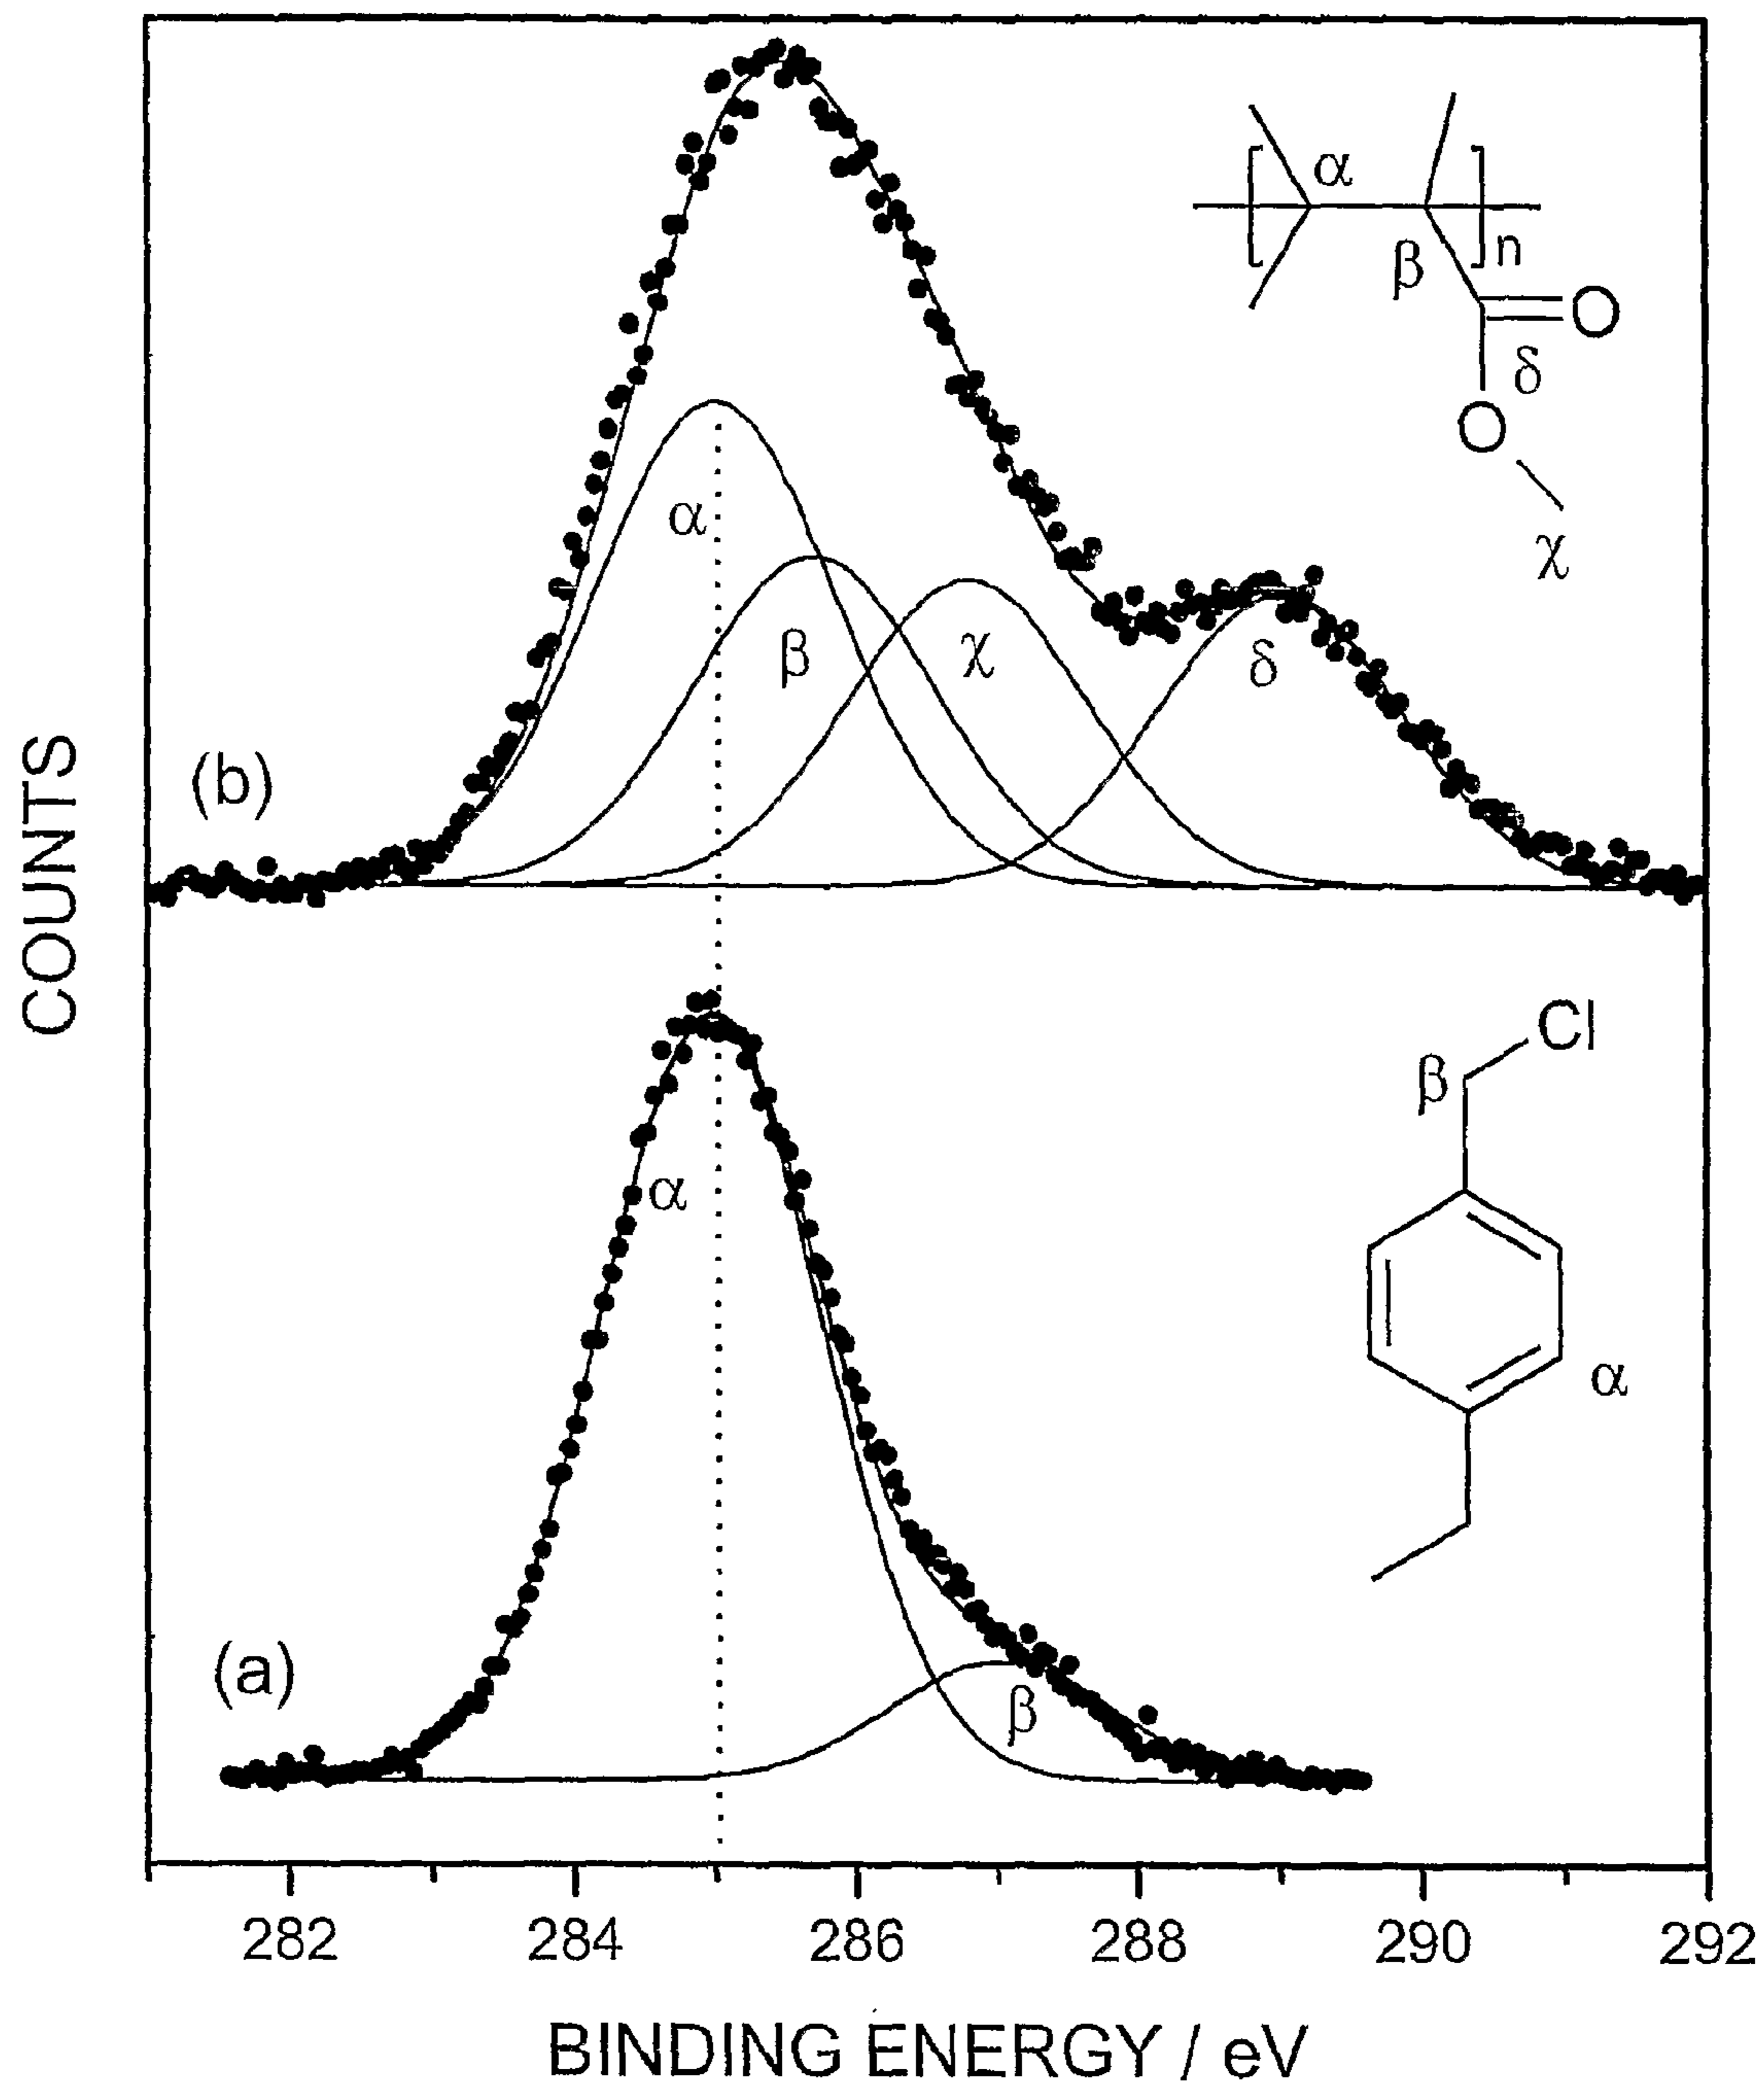 COUNTS
(b)
α
β
χ
δ
α
β
n
O
δ
O
χ
(a)
α
β
Cl
β
α
282 284 286 288 290 292
BINDING ENERGY / eV